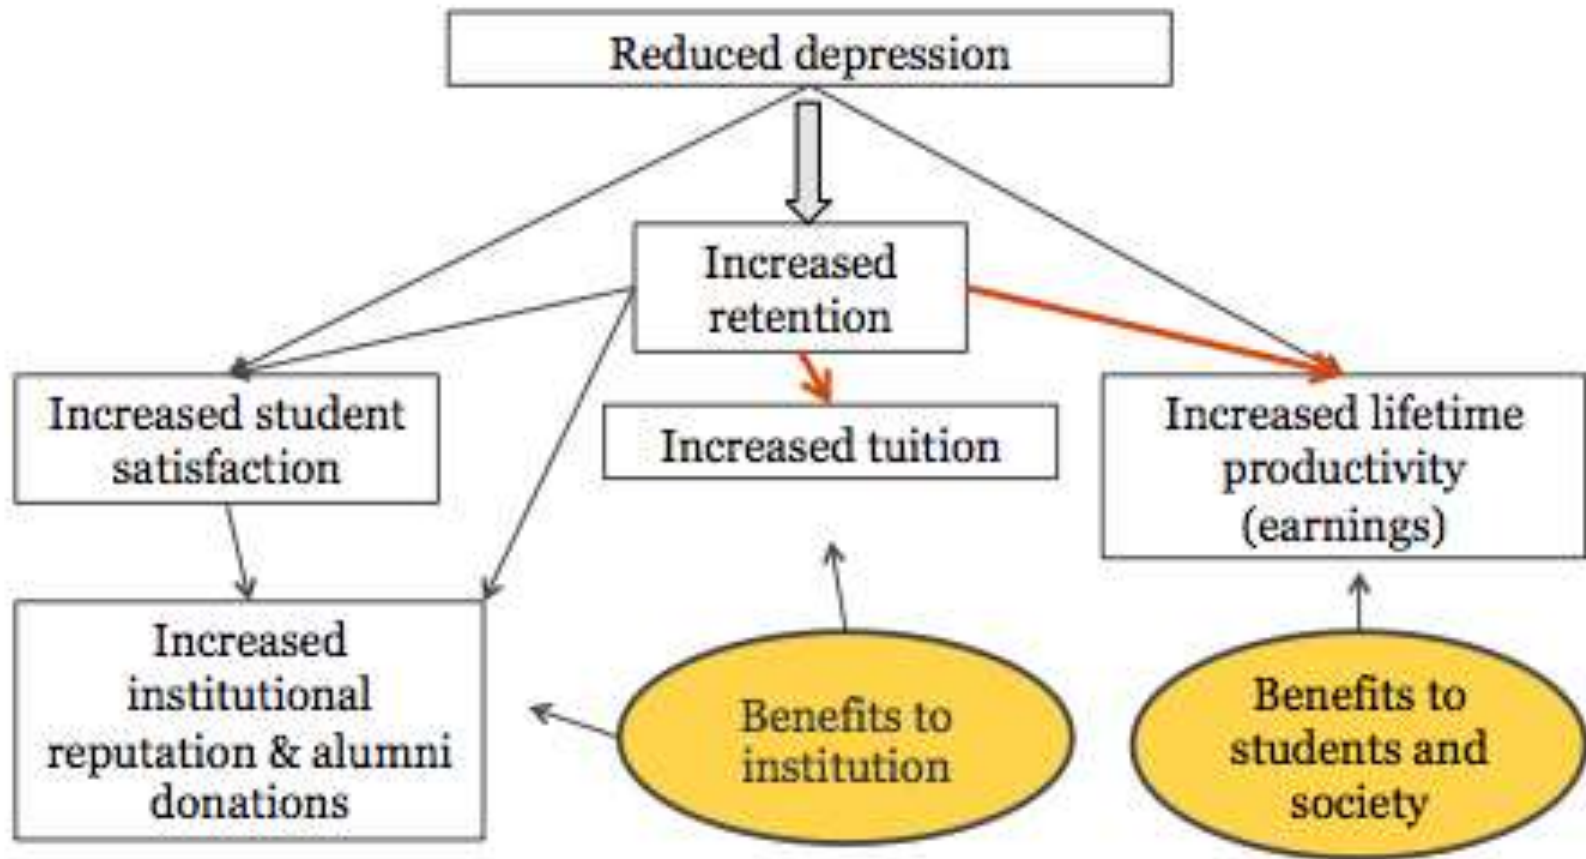 Reduced depression
Increased
retention
Increased student
satisfaction
Increased tuition
Increased lifetime
productivity
(earnings)
Increased
institutional
reputation & alumni
donations
Benefits to
institution
Benefits to
students and
society